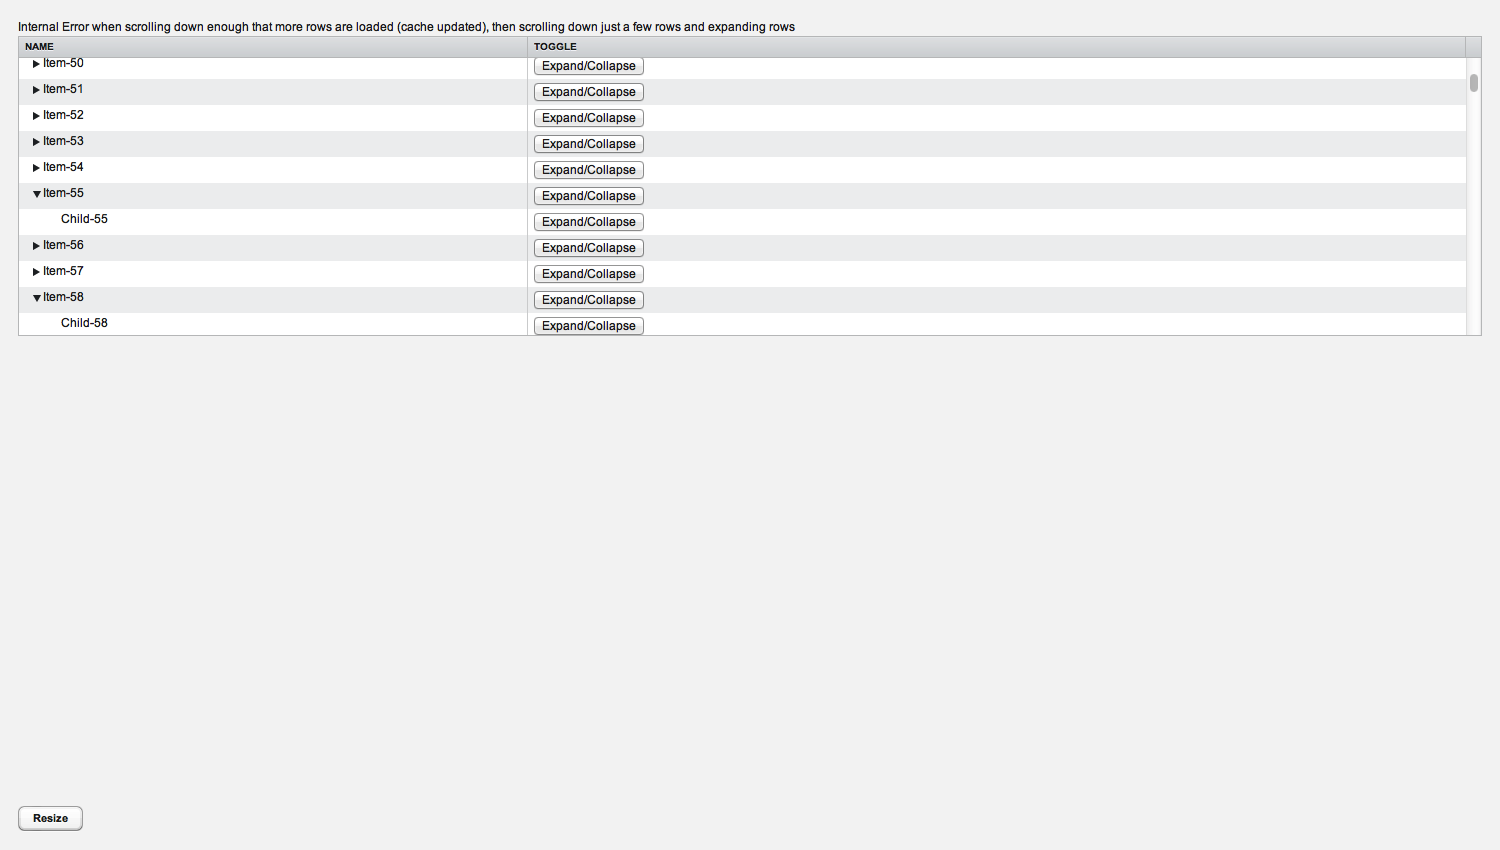 Internal Error when scrolling down enough that more rows are loaded (cache updated), then scrolling down just a few rows and expanding rows
NAME TOGGLE
Item-50 Expand/Collapse
Item-51 Expand/Collapse
Item-52 Expand/Collapse
Item-53 Expand/Collapse
Item-54 Expand/Collapse
Item-55 Expand/Collapse
Child-55 Expand/Collapse
Item-56 Expand/Collapse
Item-57 Expand/Collapse
Item-58 Expand/Collapse
Child-58 Expand/Collapse
Resize